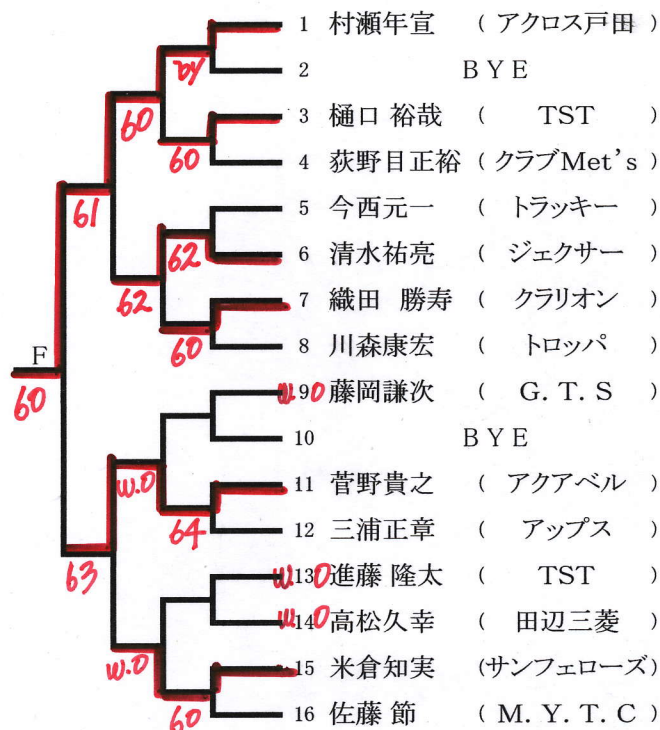 1 村瀬年宣 (アクロス戸田)
by
2 BYE
60
3 樋口 裕哉 ( TST )
60
4 荻野目正裕 (クラブMet's)
61
5 今西元一 ( トラッキー )
62
6 清水祐亮 ( ジェクサー )
62
7 織田 勝寿 ( クラリオン )
60
8 川森康宏 ( トロッパ )
F
60
W.O 9 藤岡謙次 ( G.T.S )
10 BYE
W.O
11 菅野貴之 ( アクアベル )
64
12 三浦正章 ( アップス )
63
W.O 13 進藤 隆太 ( TST )
W.O 14 高松久幸 ( 田辺三菱 )
W.O
15 米倉知実 (サンフェローズ)
60
16 佐藤 節 ( M.Y.T.C )